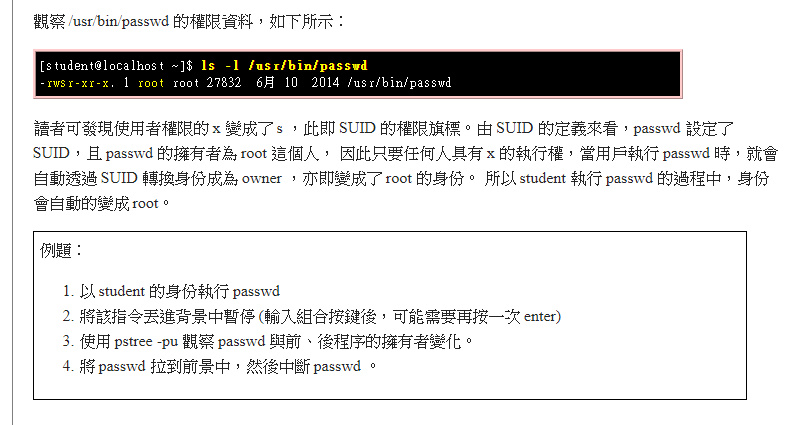 觀察 /usr/bin/passwd 的權限資料，如下所示：
[student@localhost ~]$ ls -l /usr/bin/passwd
-rwsr-xr-x. 1 root root 27832  6月 10  2014 /usr/bin/passwd
讀者可發現使用者權限的 x 變成了 s ，此即 SUID 的權限旗標。由 SUID 的定義來看，passwd 設定了
SUID，且 passwd 的擁有者為 root 這個人， 因此只要任何人具有 x 的執行權，當用戶執行 passwd 時，就會
自動透過 SUID 轉換身份成為 owner ，亦即變成了 root 的身份。 所以 student 執行 passwd 的過程中，身份
會自動的變成 root。
例題：
1. 以 student 的身份執行 passwd
2. 將該指令丟進背景中暫停 (輸入組合按鍵後，可能需要再按一次 enter)
3. 使用 pstree -pu 觀察 passwd 與前、後程序的擁有者變化。
4. 將 passwd 拉到前景中，然後中斷 passwd 。